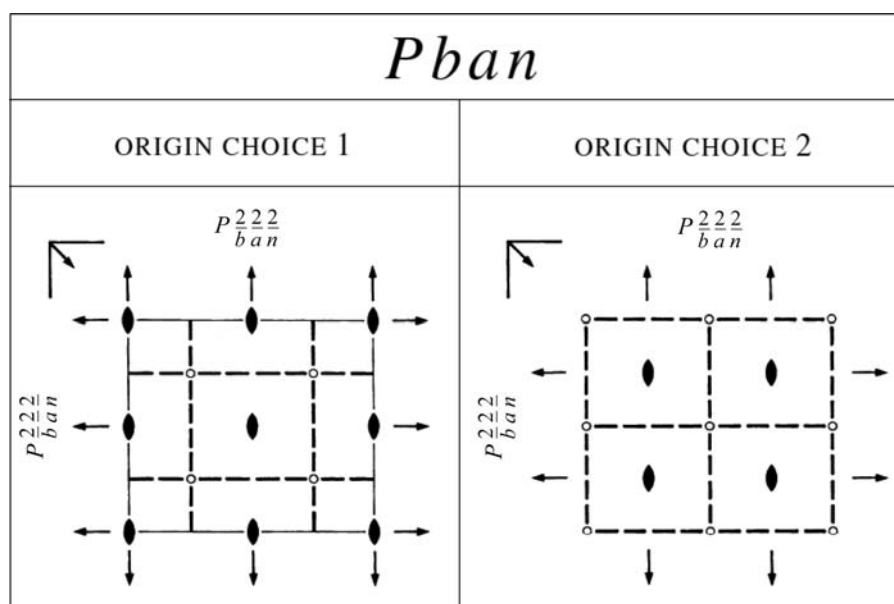 Pban
ORIGIN CHOICE 1
ORIGIN CHOICE 2
P 2/b 2/a 2/n
P 2/b 2/a 2/n
P 2/b 2/a 2/n
P 2/b 2/a 2/n